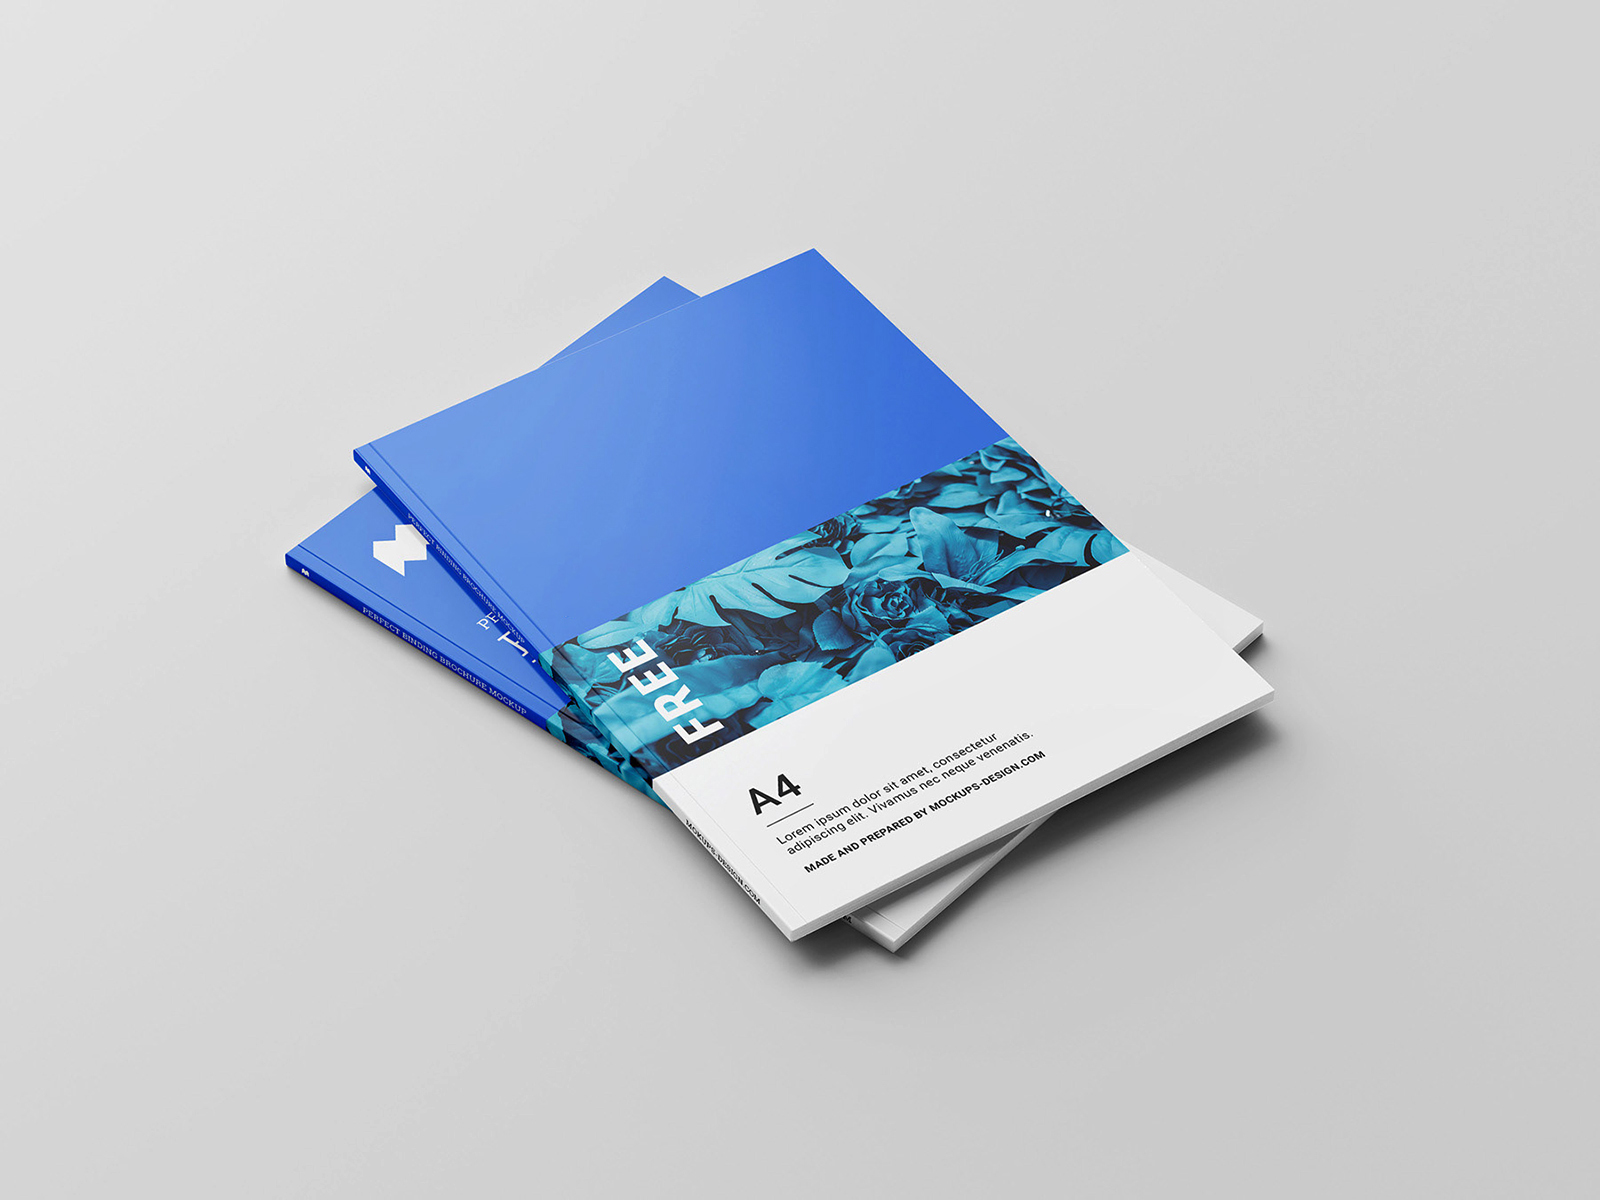 FREE
A4
Lorem ipsum dolor sit amet, consectetur
adipiscing elit. Vivamus nec neque venenatis.
MADE AND PREPARED BY MOCKUPS-DESIGN.COM
PERFECT BINDING BROCHURE MOCKUP
MOKUPS-DESIGN.COM
PERFECT BINDING BROCHURE MOCKUP